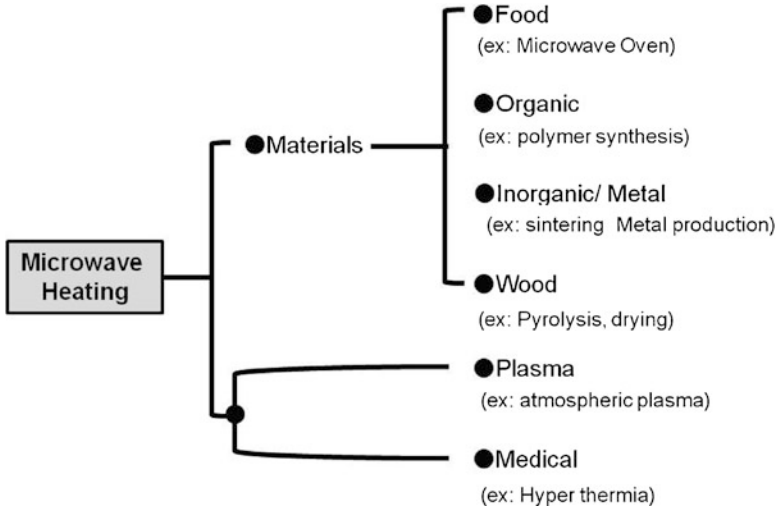 ●Food
(ex: Microwave Oven)
●Organic
(ex: polymer synthesis)
●Materials
●Inorganic/ Metal
(ex: sintering Metal production)
Microwave
Heating
●Wood
(ex: Pyrolysis, drying)
●Plasma
(ex: atmospheric plasma)
●Medical
(ex: Hyper thermia)